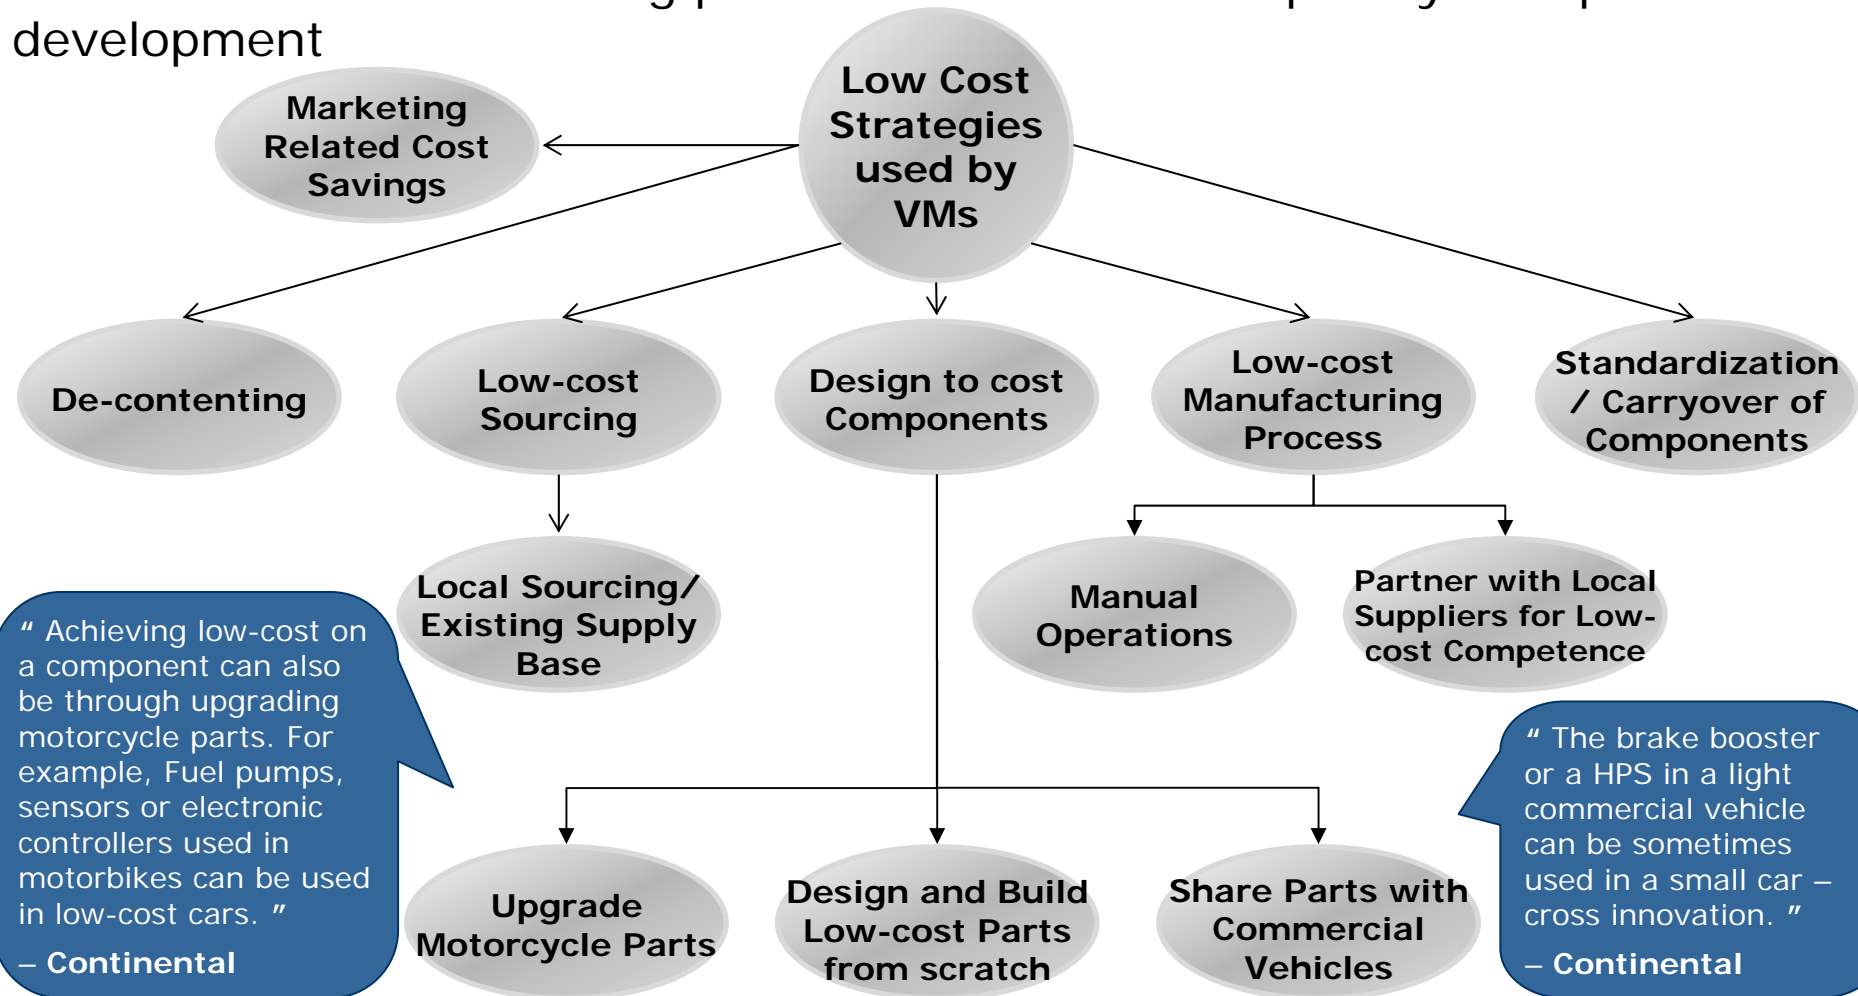 development
Low Cost
Strategies
used by
VMs
Marketing
Related Cost
Savings
De-contenting
Low-cost
Sourcing
Design to cost
Components
Low-cost
Manufacturing
Process
Standardization
/ Carryover of
Components
Local Sourcing/
Existing Supply
Base
Manual
Operations
Partner with Local
Suppliers for Low-
cost Competence
" Achieving low-cost on
a component can also
be through upgrading
motorcycle parts. For
example, Fuel pumps,
sensors or electronic
controllers used in
motorbikes can be used
in low-cost cars. "
– Continental
" The brake booster
or a HPS in a light
commercial vehicle
can be sometimes
used in a small car –
cross innovation. "
– Continental
Upgrade
Motorcycle Parts
Design and Build
Low-cost Parts
from scratch
Share Parts with
Commercial
Vehicles